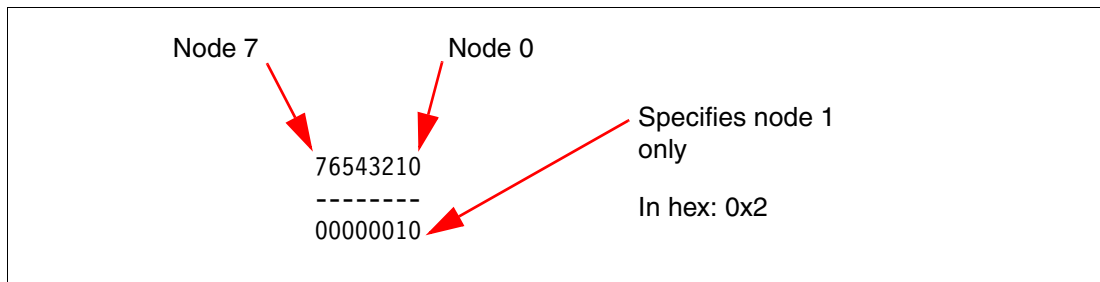 Node 7
Node 0
Specifies node 1
only
76543210
--------
In hex: 0x2
00000010